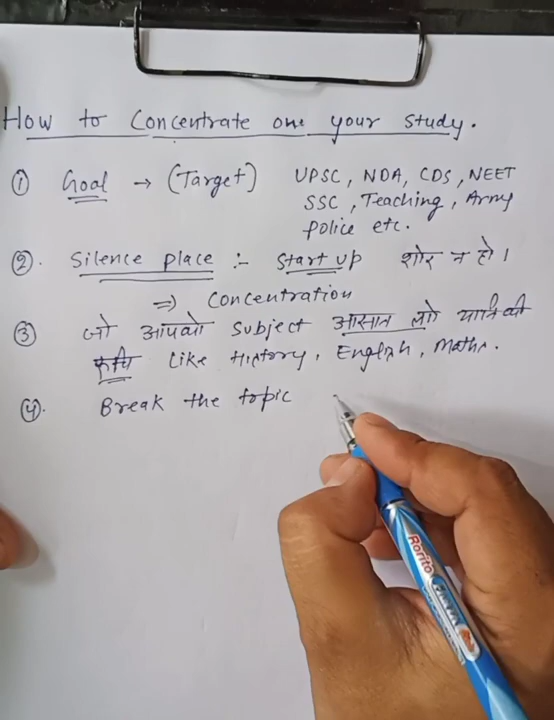 How to Concentrate one your study.
① Goal → (Target) UPSC, NDA, CDS, NEET
SSC, Teaching, Army
Police etc.
②. Silence place :- Start up शोर न हो।
⇒ Concentration
③ जो आपको Subject आसान लगे यानि की
रूचि Like History, English, Maths.
④. Break the topic
Rorito